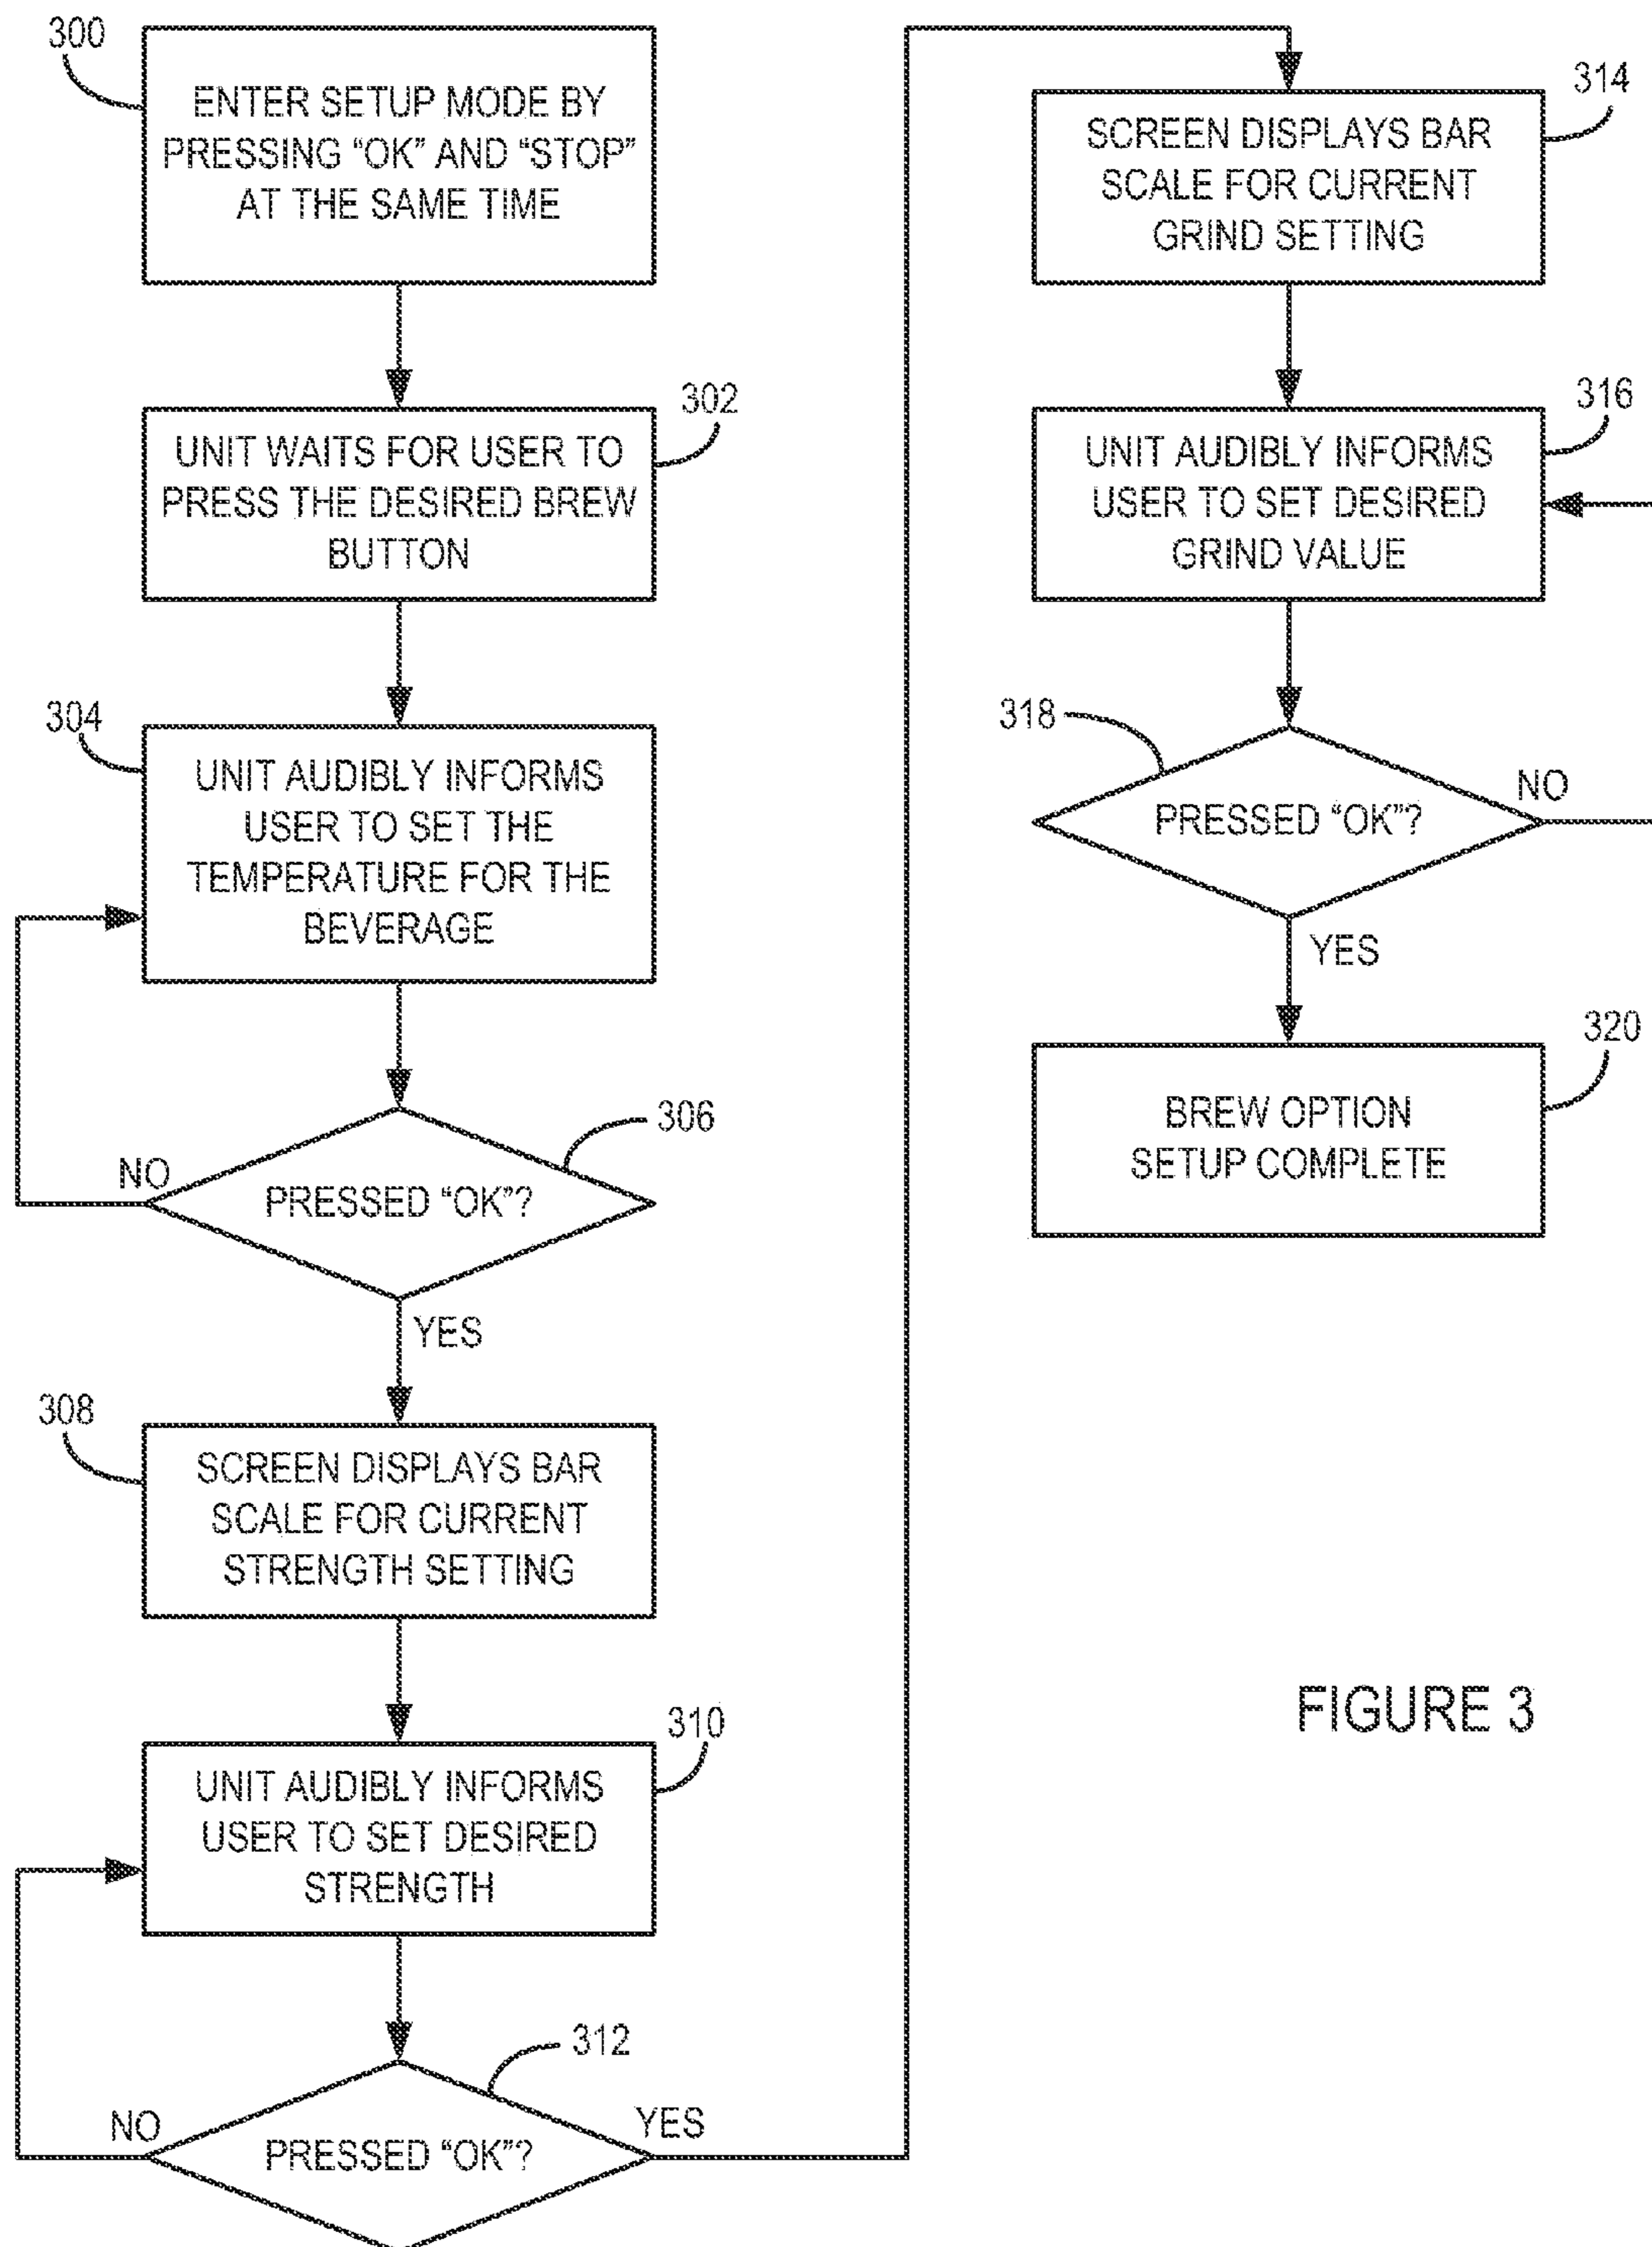 300
ENTER SETUP MODE BY
PRESSING “OK” AND “STOP”
AT THE SAME TIME
302
UNIT WAITS FOR USER TO
PRESS THE DESIRED BREW
BUTTON
304
UNIT AUDIBLY INFORMS
USER TO SET THE
TEMPERATURE FOR THE
BEVERAGE
306
NO
PRESSED “OK”?
YES
308
SCREEN DISPLAYS BAR
SCALE FOR CURRENT
STRENGTH SETTING
310
UNIT AUDIBLY INFORMS
USER TO SET DESIRED
STRENGTH
312
NO
PRESSED “OK”?
YES
314
SCREEN DISPLAYS BAR
SCALE FOR CURRENT
GRIND SETTING
316
UNIT AUDIBLY INFORMS
USER TO SET DESIRED
GRIND VALUE
318
NO
PRESSED “OK”?
YES
320
BREW OPTION
SETUP COMPLETE
FIGURE 3